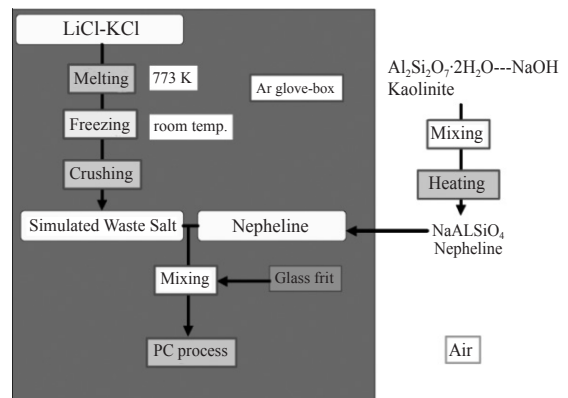 LiCl-KCl
Melting
773 K
Ar glove-box
Freezing
room temp.
Crushing
Simulated Waste Salt
Nepheline
Mixing
Glass frit
PC process
Al₂Si₂O₇·2H₂O---NaOH
Kaolinite
Mixing
Heating
NaALSiO₄
Nepheline
Air